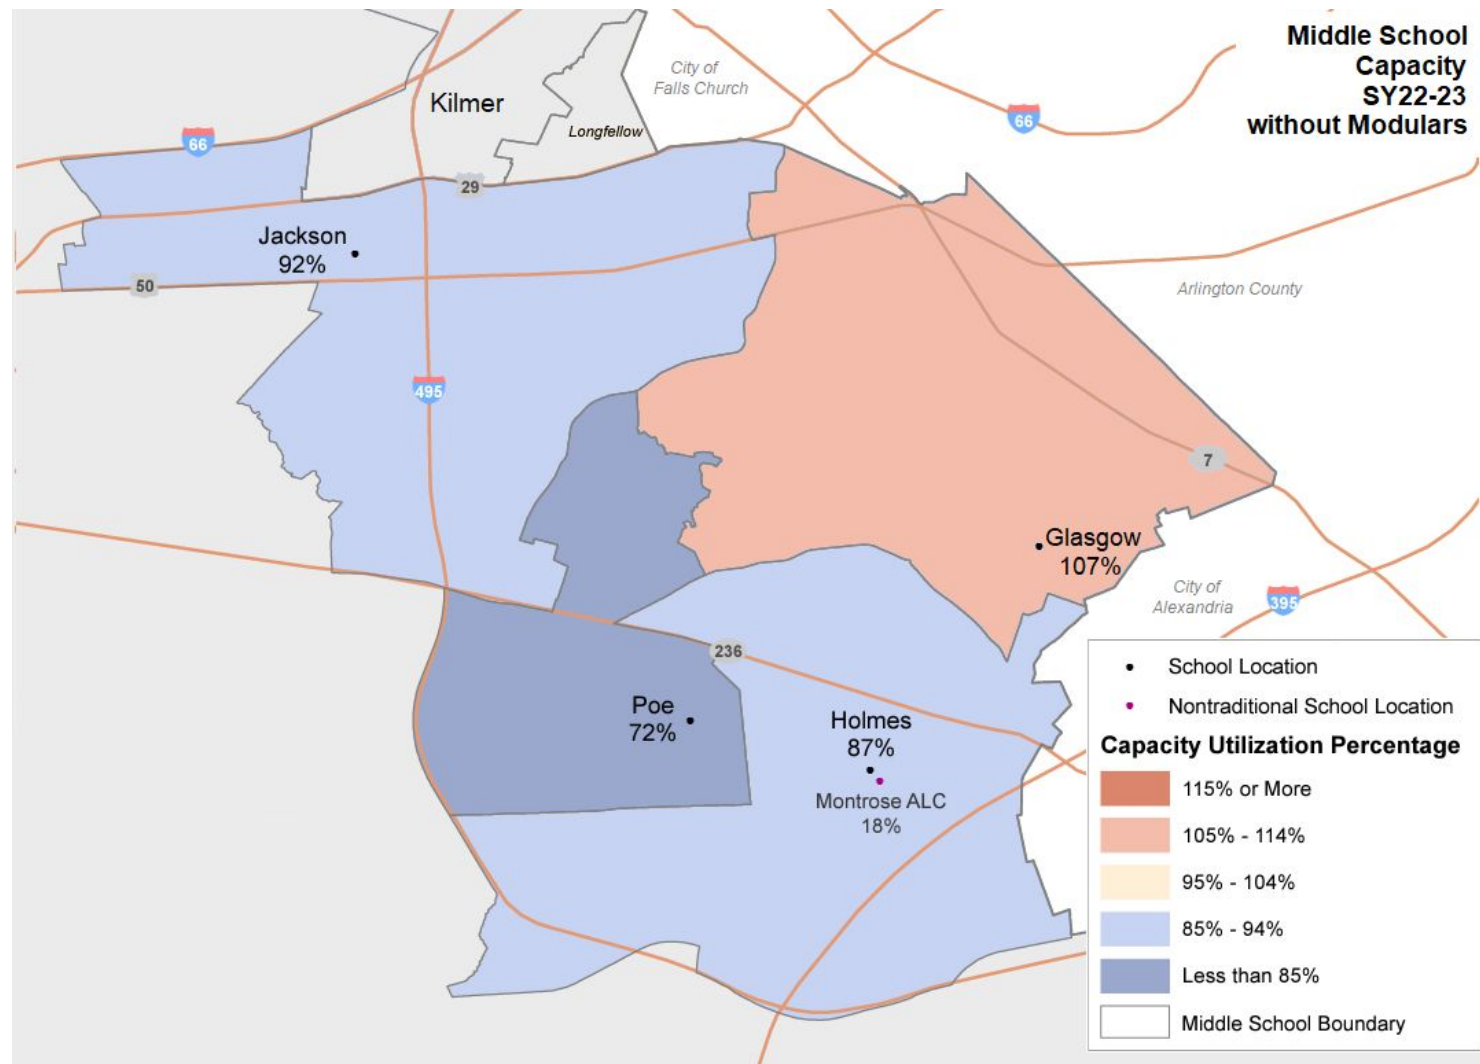 Middle School
Capacity
SY22-23
without Modulars
City of
Falls Church
Kilmer
Longfellow
66
66
29
Jackson
92%
50
Arlington County
495
7
Glasgow
107%
City of
Alexandria
395
236
Poe
72%
Holmes
87%
Montrose ALC
18%
School Location
Nontraditional School Location
Capacity Utilization Percentage
115% or More
105% - 114%
95% - 104%
85% - 94%
Less than 85%
Middle School Boundary